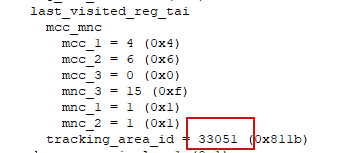 last_visited_reg_tai
mcc_mnc
mcc_1 = 4 (0x4)
mcc_2 = 6 (0x6)
mcc_3 = 0 (0x0)
mnc_3 = 15 (0xf)
mnc_1 = 1 (0x1)
mnc_2 = 1 (0x1)
tracking_area_id = 33051 (0x811b)